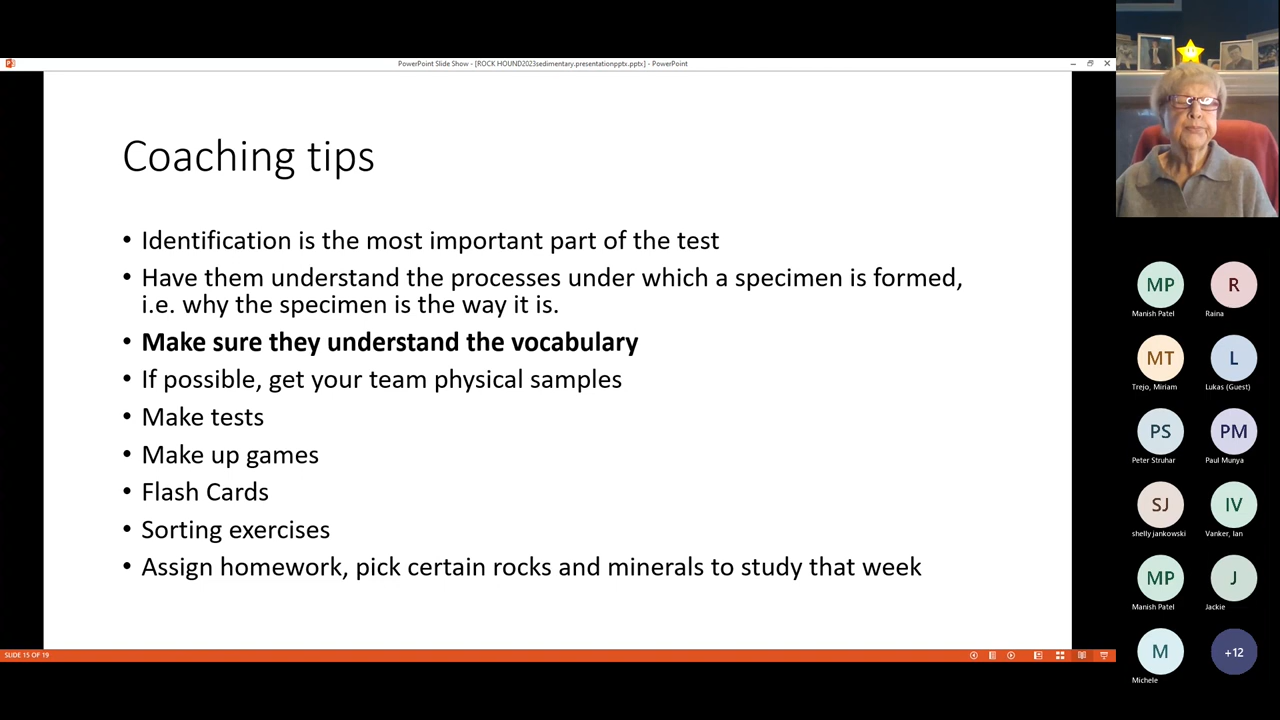 PowerPoint Slide Show - [ROCK HOUND2023sedimentary.presentationpptx.pptx] - PowerPoint
Coaching tips
• Identification is the most important part of the test
• Have them understand the processes under which a specimen is formed,
i.e. why the specimen is the way it is.
• Make sure they understand the vocabulary
• If possible, get your team physical samples
• Make tests
• Make up games
• Flash Cards
• Sorting exercises
• Assign homework, pick certain rocks and minerals to study that week
SLIDE 15 OF 19
MP
Manish Patel
R
Raina
MT
Trejo, Miriam
L
Lukas (Guest)
PS
Peter Struhar
PM
Paul Munya
SJ
shelly jankowski
IV
Vanker, Ian
MP
Manish Patel
J
Jackie
M
Michele
+12